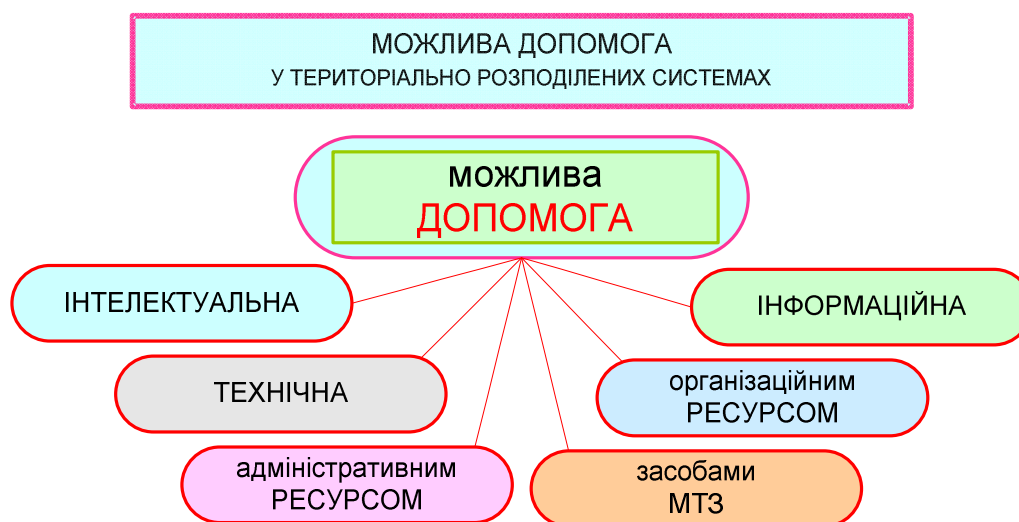 МОЖЛИВА ДОПОМОГА
У ТЕРИТОРІАЛЬНО РОЗПОДІЛЕНИХ СИСТЕМАХ
можлива
ДОПОМОГА
ІНТЕЛЕКТУАЛЬНА
ІНФОРМАЦІЙНА
ТЕХНІЧНА
організаційним
РЕСУРСОМ
адміністративним
РЕСУРСОМ
засобами
МТЗ